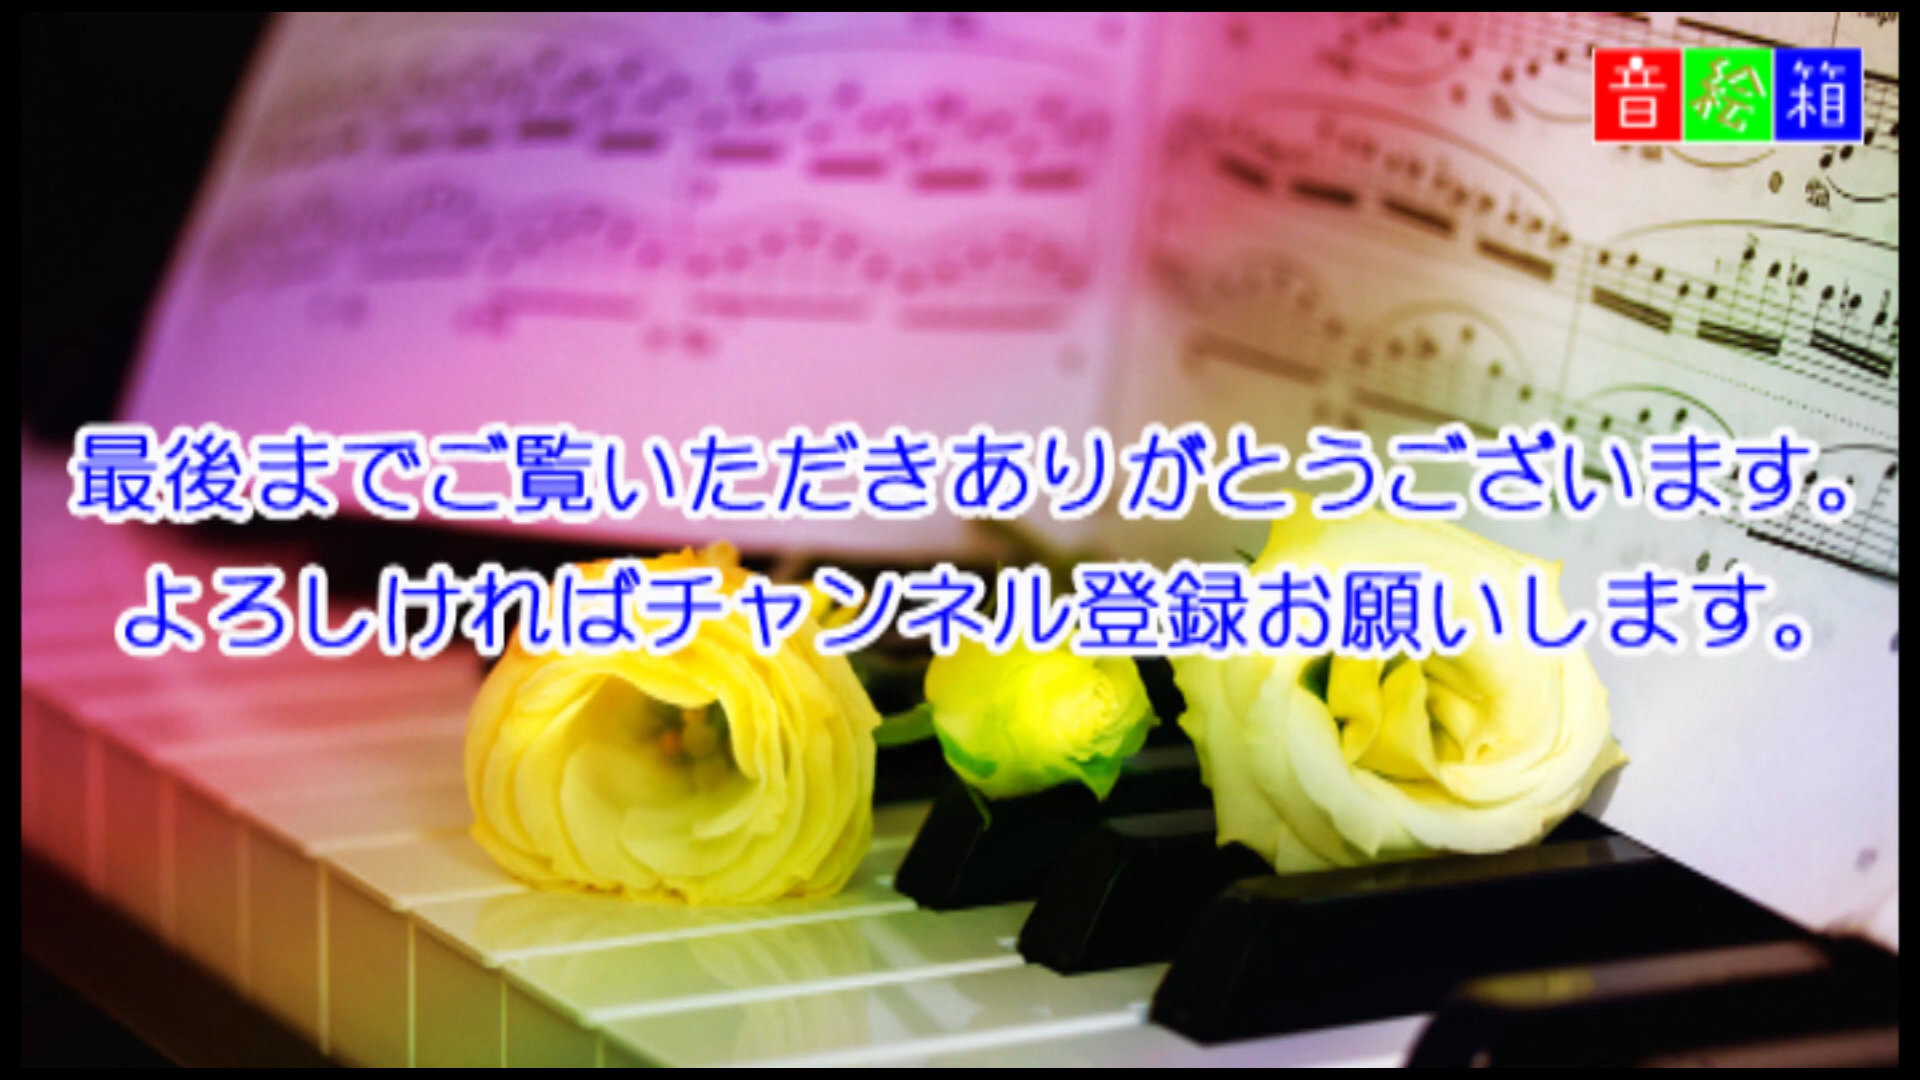 音絵箱
最後までご覧いただきありがとうございます。
よろしければチャンネル登録お願いします。